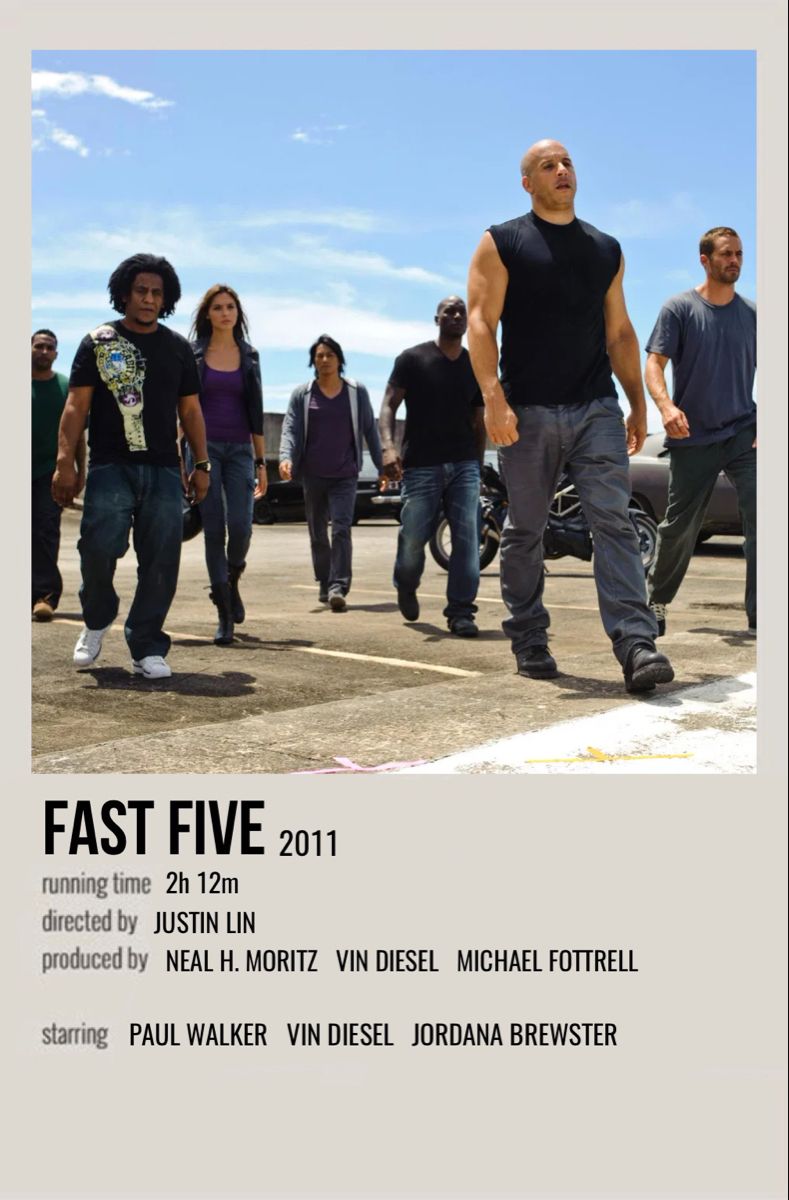 FAST FIVE 2011
running time 2h 12m
directed by JUSTIN LIN
produced by NEAL H. MORITZ VIN DIESEL MICHAEL FOTTRELL
starring PAUL WALKER VIN DIESEL JORDANA BREWSTER